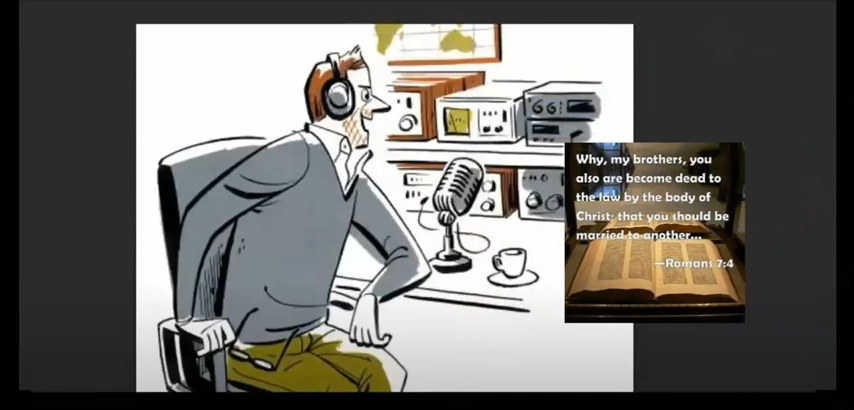 Why, my brothers, you
also are become dead to
the law by the body of
Christ; that you should be
married to another...
—Romans 7:4